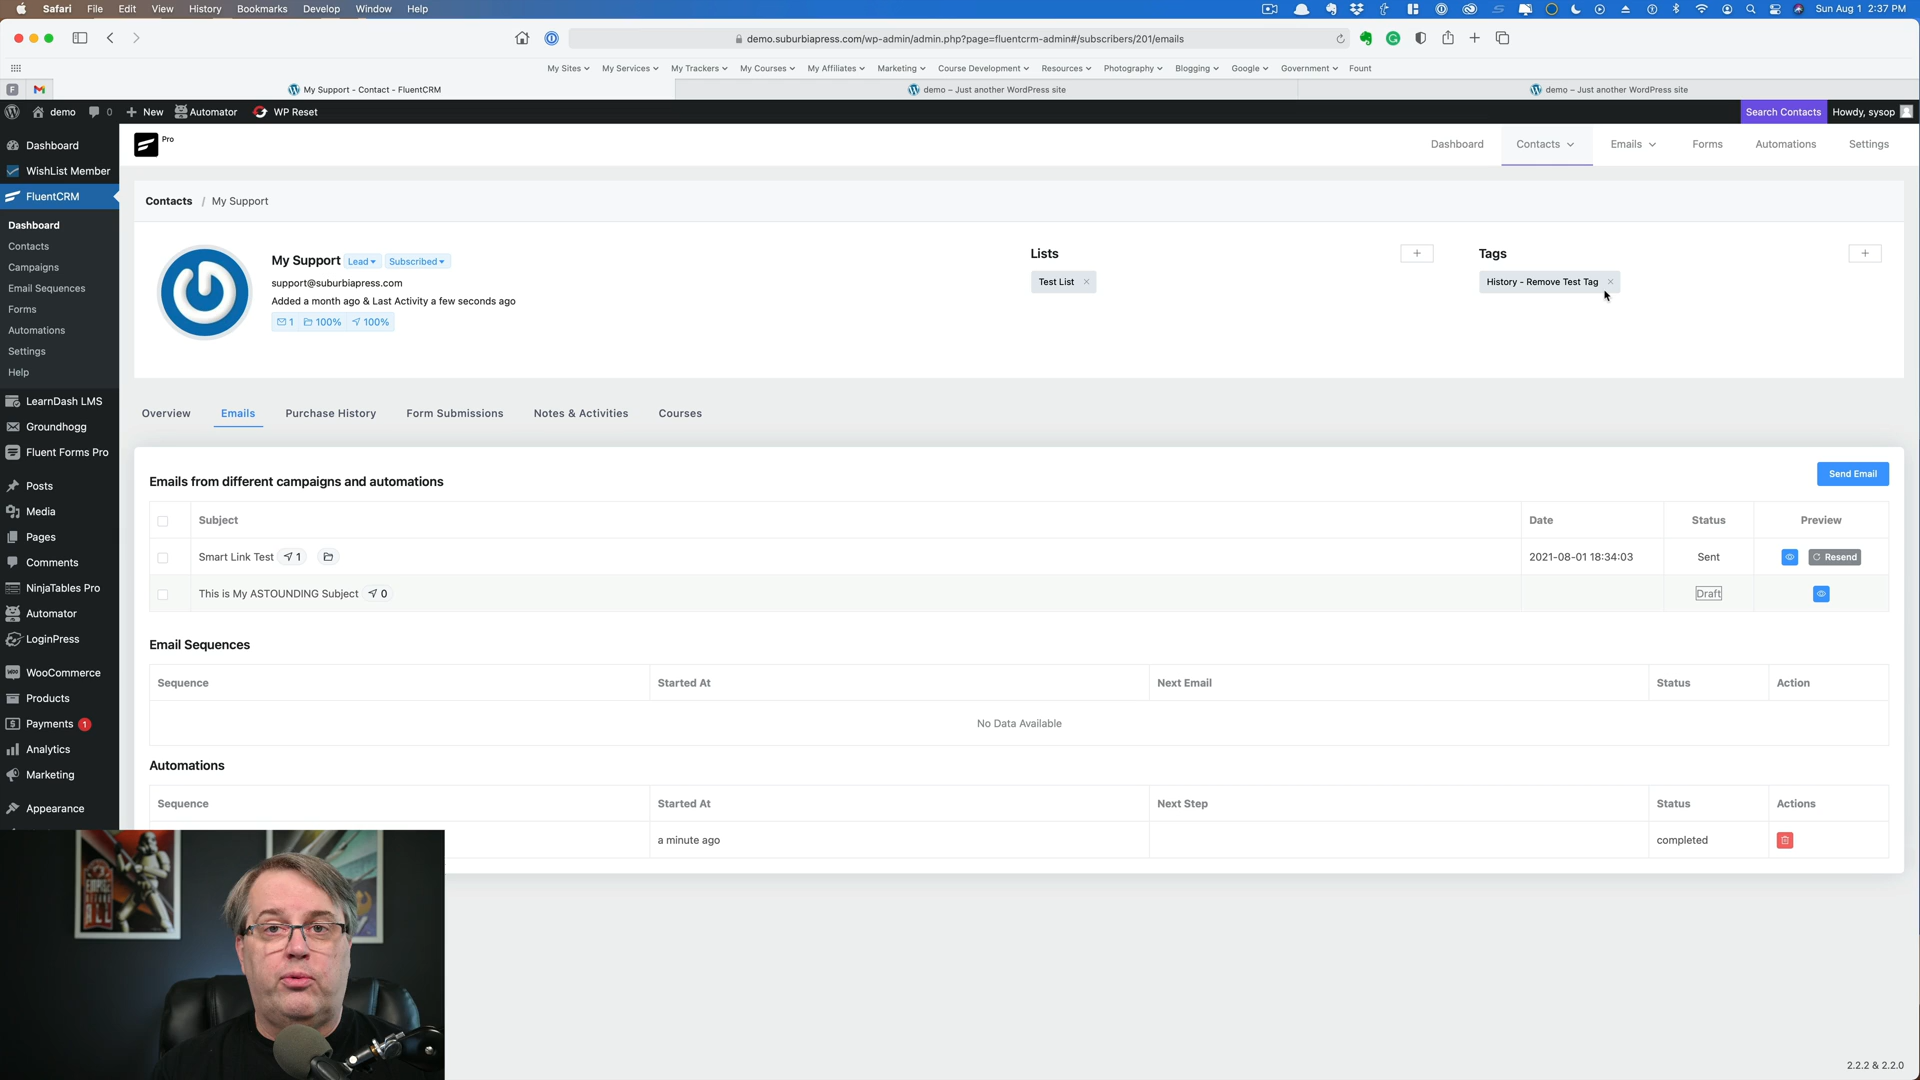 Safari File Edit View History Bookmarks Develop Window Help Sun Aug 1 2:37 PM
demo.suburbiapress.com/wp-admin/admin.php?page=fluentcrm-admin#/subscribers/201/emails
My Sites My Services My Trackers My Courses My Affiliates Marketing Course Development Resources Photography Blogging Google Government Fount
F My Support - Contact - FluentCRM demo – Just another WordPress site demo – Just another WordPress site
demo 0 + New Automator WP Reset Search Contacts Howdy, sysop
Pro
Dashboard Contacts Emails Forms Automations Settings
Dashboard
WishList Member
FluentCRM
Dashboard
Contacts
Campaigns
Email Sequences
Forms
Automations
Settings
Help
LearnDash LMS
Groundhogg
Fluent Forms Pro
Posts
Media
Pages
Comments
NinjaTables Pro
Automator
LoginPress
WooCommerce
Products
Payments 1
Analytics
Marketing
Appearance
Contacts / My Support
My Support Lead Subscribed
support@suburbiapress.com
Added a month ago & Last Activity a few seconds ago
1 100% 100%
Lists +
Test List ×
Tags +
History - Remove Test Tag ×
Overview Emails Purchase History Form Submissions Notes & Activities Courses
Emails from different campaigns and automations Send Email
Subject Date Status Preview
Smart Link Test 1 2021-08-01 18:34:03 Sent Resend
This is My ASTOUNDING Subject 0 Draft
Email Sequences
Sequence Started At Next Email Status Action
No Data Available
Automations
Sequence Started At Next Step Status Actions
a minute ago completed
EMPIRE
ALL
2.2.2 & 2.2.0